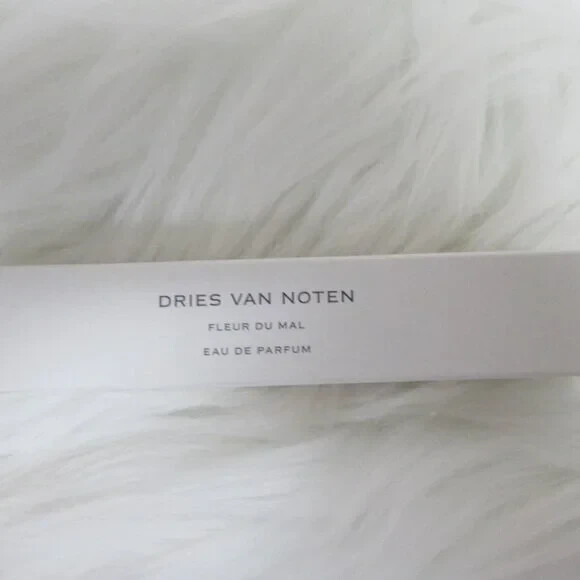 DRIES VAN NOTEN
FLEUR DU MAL
EAU DE PARFUM